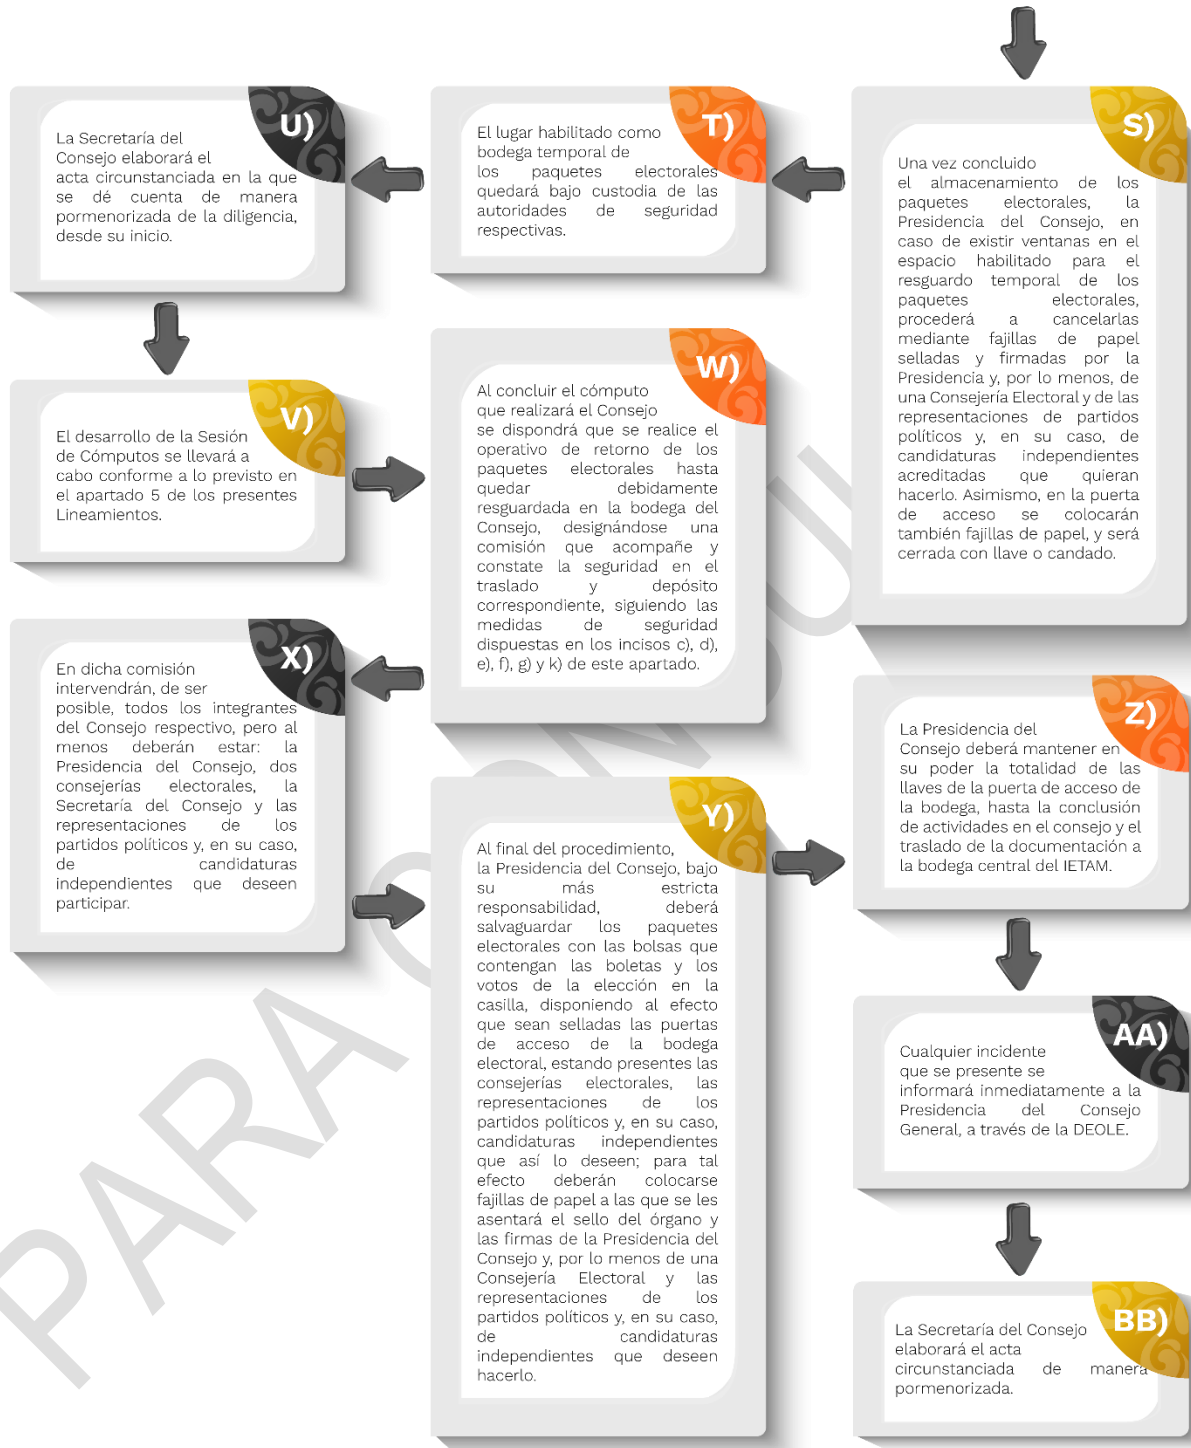 S)
Una vez concluido
el almacenamiento de los
paquetes electorales, la
Presidencia del Consejo, en
caso de existir ventanas en el
espacio habilitado para el
resguardo temporal de los
paquetes electorales,
procederá a cancelarlas
mediante fajillas de papel
selladas y firmadas por la
Presidencia y, por lo menos, de
una Consejería Electoral y de las
representaciones de partidos
políticos y, en su caso, de
candidaturas independientes
acreditadas que quieran
hacerlo. Asimismo, en la puerta
de acceso se colocarán
también fajillas de papel, y será
cerrada con llave o candado.
T)
El lugar habilitado como
bodega temporal de
los paquetes electorales
quedará bajo custodia de las
autoridades de seguridad
respectivas.
U)
La Secretaría del
Consejo elaborará el
acta circunstanciada en la que
se dé cuenta de manera
pormenorizada de la diligencia,
desde su inicio.
V)
El desarrollo de la Sesión
de Cómputos se llevará a
cabo conforme a lo previsto en
el apartado 5 de los presentes
Lineamientos.
W)
Al concluir el cómputo
que realizará el Consejo
se dispondrá que se realice el
operativo de retorno de los
paquetes electorales hasta
quedar debidamente
resguardada en la bodega del
Consejo, designándose una
comisión que acompañe y
constate la seguridad en el
traslado y depósito
correspondiente, siguiendo las
medidas de seguridad
dispuestas en los incisos c), d),
e), f), g) y k) de este apartado.
X)
En dicha comisión
intervendrán, de ser
posible, todos los integrantes
del Consejo respectivo, pero al
menos deberán estar: la
Presidencia del Consejo, dos
consejerías electorales, la
Secretaría del Consejo y las
representaciones de los
partidos políticos y, en su caso,
de candidaturas
independientes que deseen
participar.
Y)
Al final del procedimiento,
la Presidencia del Consejo, bajo
su más estricta
responsabilidad, deberá
salvaguardar los paquetes
electorales con las bolsas que
contengan las boletas y los
votos de la elección en la
casilla, disponiendo al efecto
que sean selladas las puertas
de acceso de la bodega
electoral, estando presentes las
consejerías electorales, las
representaciones de los
partidos políticos y, en su caso,
candidaturas independientes
que así lo deseen; para tal
efecto deberán colocarse
fajillas de papel a las que se les
asentará el sello del órgano y
las firmas de la Presidencia del
Consejo y, por lo menos de una
Consejería Electoral y las
representaciones de los
partidos políticos y, en su caso,
de candidaturas
independientes que deseen
hacerlo.
Z)
La Presidencia del
Consejo deberá mantener en
su poder la totalidad de las
llaves de la puerta de acceso de
la bodega, hasta la conclusión
de actividades en el consejo y el
traslado de la documentación a
la bodega central del IETAM.
AA)
Cualquier incidente
que se presente se
informará inmediatamente a la
Presidencia del Consejo
General, a través de la DEOLE.
BB)
La Secretaría del Consejo
elaborará el acta
circunstanciada de manera
pormenorizada.
PARA